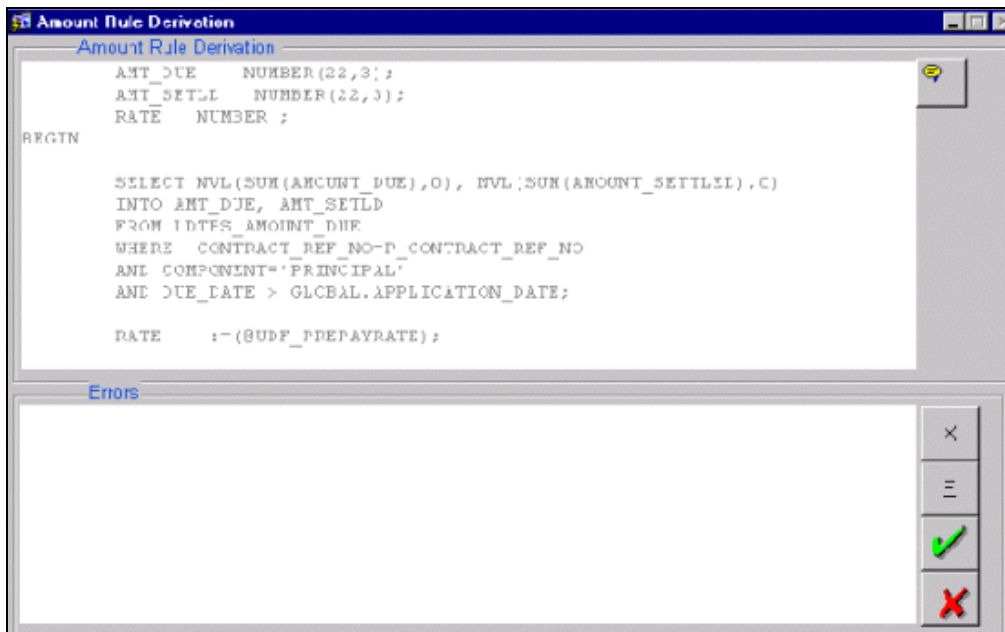 Amount Rule Derivation
Amount Rule Derivation
AMT_DUE NUMBER(22,3);
AMT_SETLD NUMBER(22,3);
RATE NUMBER ;
BEGIN
SELECT NVL(SUM(AMOUNT_DUE),0), NVL(SUM(AMOUNT_SETTLED),0)
INTO AMT_DUE, AMT_SETLD
FROM LDTBS_AMOUNT_DUE
WHERE CONTRACT_REF_NO=P_CONTRACT_REF_NO
AND COMPONENT='PRINCIPAL'
AND DUE_DATE > GLOBAL.APPLICATION_DATE;
RATE :=(@UDF_PREPAYRATE);
Errors
X
E